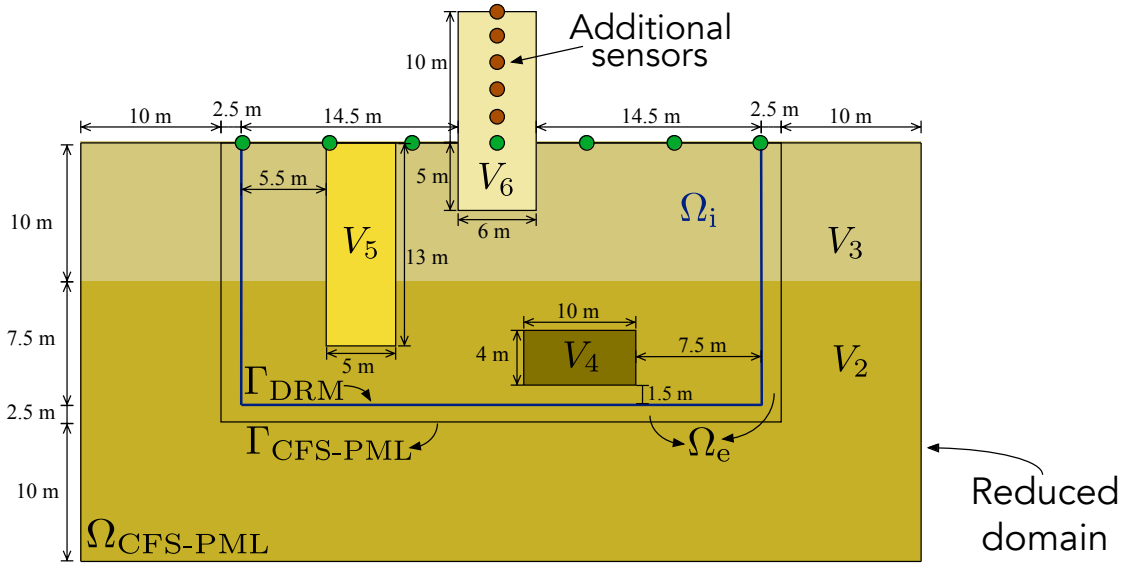 Additional
sensors
10 m
10 m
2.5 m
14.5 m
14.5 m
2.5 m
10 m
5 m
V6
5.5 m
Ωi
10 m
6 m
V5
13 m
V3
10 m
7.5 m
4 m
V4
7.5 m
V2
5 m
ΓDRM
1.5 m
2.5 m
ΓCFS-PML
Ωe
10 m
Reduced
domain
ΩCFS-PML